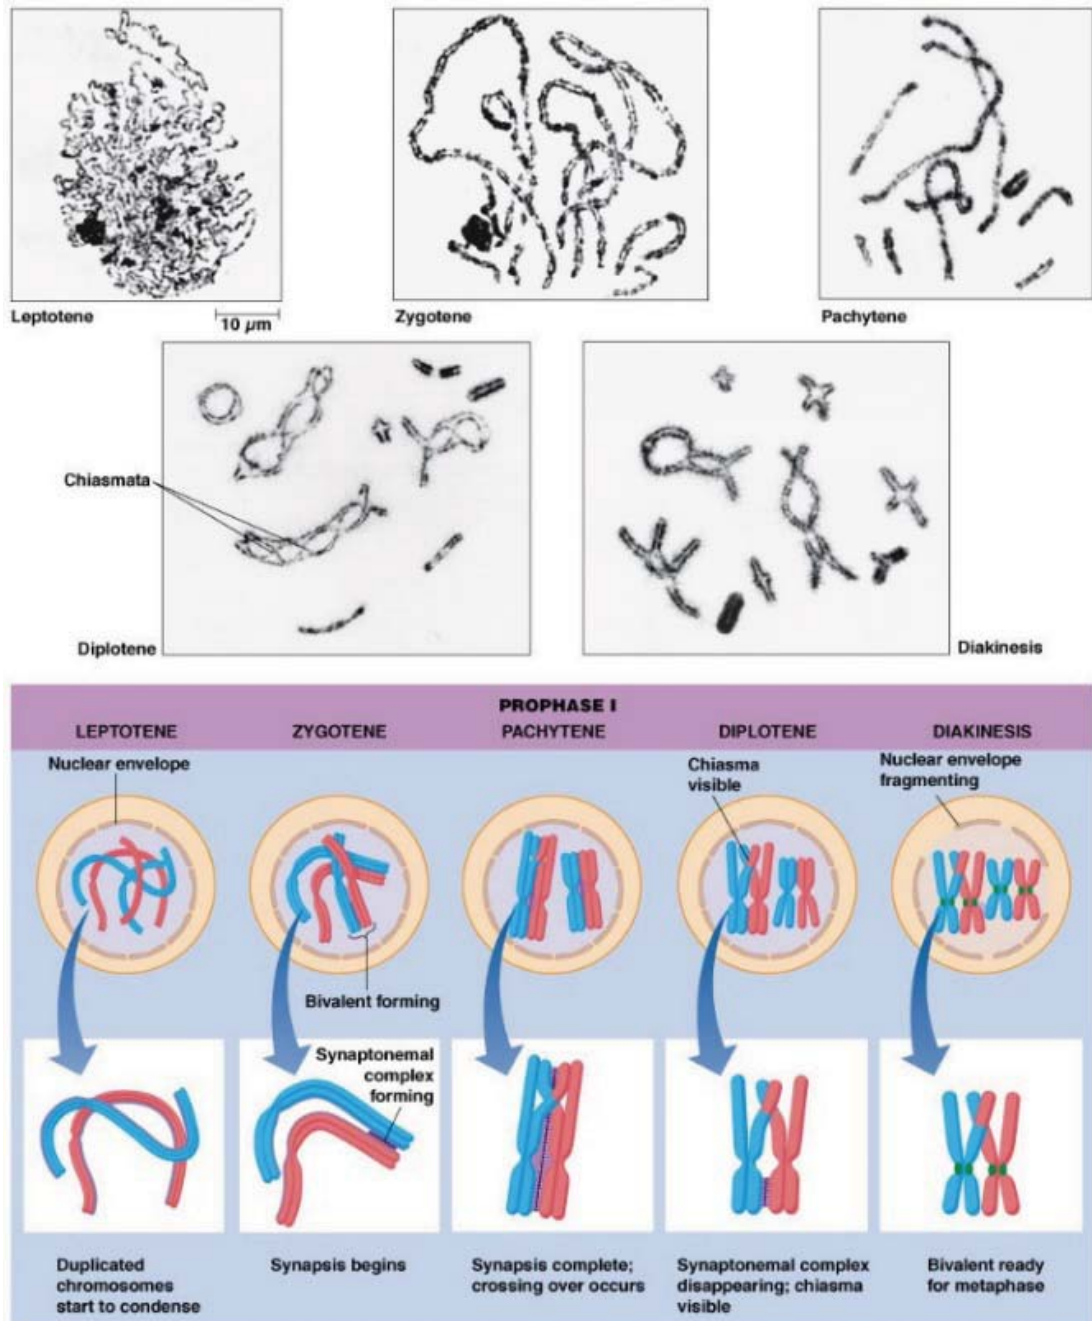 Leptotene
10 μm
Zygotene
Pachytene
Chiasmata
Diplotene
Diakinesis
PROPHASE I
LEPTOTENE
ZYGOTENE
PACHYTENE
DIPLOTENE
DIAKINESIS
Nuclear envelope
Chiasma
visible
Nuclear envelope
fragmenting
Bivalent forming
Synaptonemal
complex
forming
Duplicated
chromosomes
start to condense
Synapsis begins
Synapsis complete;
crossing over occurs
Synaptonemal complex
disappearing; chiasma
visible
Bivalent ready
for metaphase